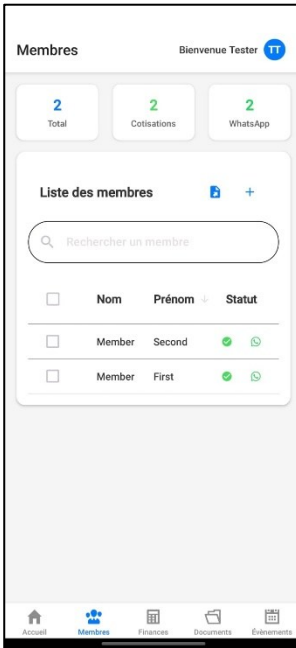 Membres Bienvenue Tester TT
2 2 2
Total Cotisations WhatsApp
Liste des membres
Rechercher un membre
Nom Prénom Statut
Member Second
Member First
Accueil Membres Finances Documents Évènements